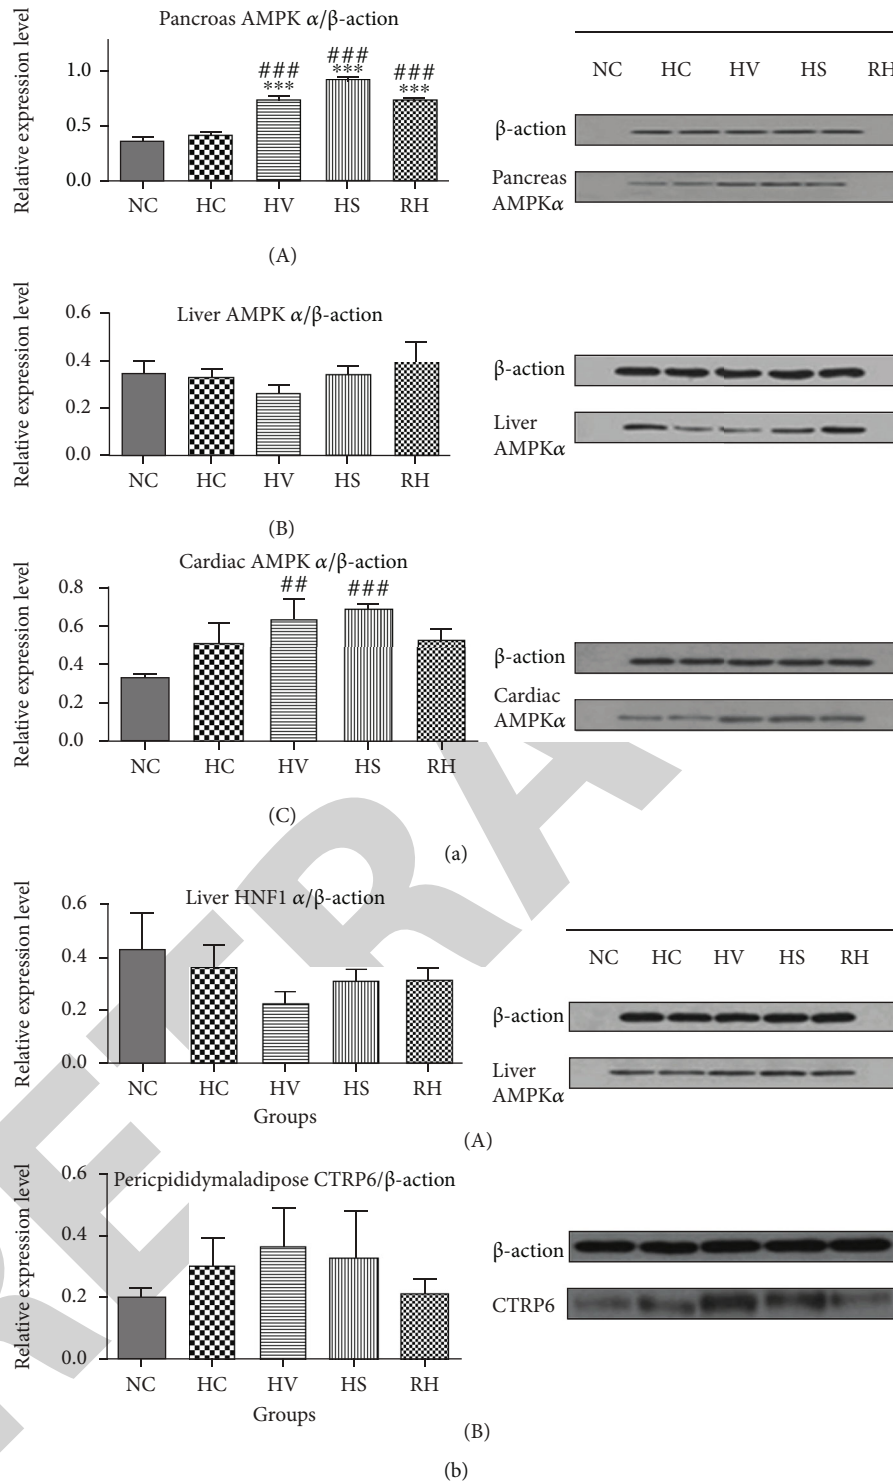 Pancroas AMPK α/β-action
Relative expression level
1.0
0.5
0.0
###
***
###
***
###
***
NC HC HV HS RH
(A)
NC HC HV HS RH
β-action
Pancreas
AMPKα
Liver AMPK α/β-action
Relative expression level
0.6
0.4
0.2
0.0
NC HC HV HS RH
(B)
β-action
Liver
AMPKα
Cardiac AMPK α/β-action
Relative expression level
0.8
0.6
0.4
0.2
0.0
##
###
NC HC HV HS RH
(C)
β-action
Cardiac
AMPKα
(a)
Liver HNF1 α/β-action
Relative expression level
0.6
0.4
0.2
0.0
NC HC HV HS RH
Groups
NC HC HV HS RH
β-action
Liver
AMPKα
(A)
Pericpididymaladipose CTRP6/β-action
Relative expression level
0.6
0.4
0.2
0.0
NC HC HV HS RH
Groups
β-action
CTRP6
(B)
(b)
RETRA